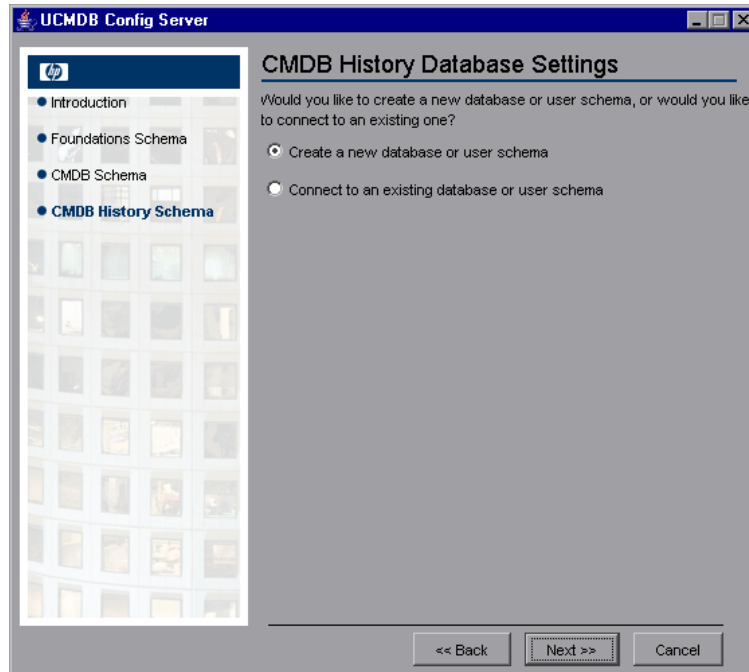 UCMDB Config Server
hp
Introduction
Foundations Schema
CMDB Schema
CMDB History Schema
CMDB History Database Settings
Would you like to create a new database or user schema, or would you like
to connect to an existing one?
Create a new database or user schema
Connect to an existing database or user schema
<< Back
Next >>
Cancel